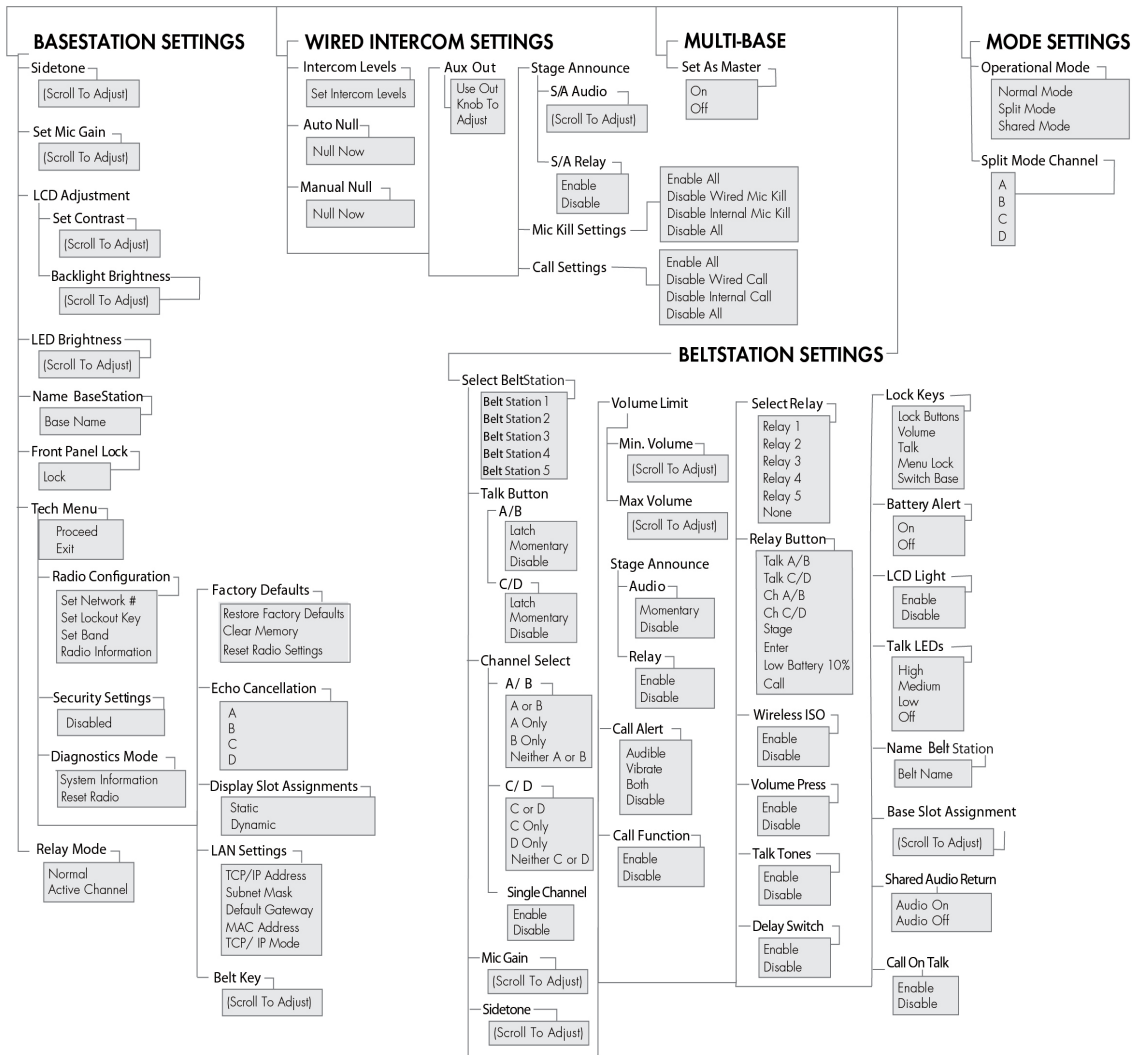 BASESTATION SETTINGS
Sidetone
(Scroll To Adjust)
Set Mic Gain
(Scroll To Adjust)
LCD Adjustment
Set Contrast
(Scroll To Adjust)
Backlight Brightness
(Scroll To Adjust)
LED Brightness
(Scroll To Adjust)
Name BaseStation
Base Name
Front Panel Lock
Lock
Tech Menu
Proceed
Exit
Radio Configuration
Set Network #
Set Lockout Key
Set Band
Radio Information
Security Settings
Disabled
Diagnostics Mode
System Information
Reset Radio
Factory Defaults
Restore Factory Defaults
Clear Memory
Reset Radio Settings
Echo Cancellation
A
B
C
D
Display Slot Assignments
Static
Dynamic
LAN Settings
TCP/IP Address
Subnet Mask
Default Gateway
MAC Address
TCP/ IP Mode
Belt Key
(Scroll To Adjust)
Relay Mode
Normal
Active Channel
WIRED INTERCOM SETTINGS
Intercom Levels
Set Intercom Levels
Auto Null
Null Now
Manual Null
Null Now
Aux Out
Use Out
Knob To
Adjust
Stage Announce
S/A Audio
(Scroll To Adjust)
S/A Relay
Enable
Disable
Mic Kill Settings
Enable All
Disable Wired Mic Kill
Disable Internal Mic Kill
Disable All
Call Settings
Enable All
Disable Wired Call
Disable Internal Call
Disable All
MULTI-BASE
Set As Master
On
Off
MODE SETTINGS
Operational Mode
Normal Mode
Split Mode
Shared Mode
Split Mode Channel
A
B
C
D
BELTSTATION SETTINGS
Select BeltStation
Belt Station 1
Belt Station 2
Belt Station 3
Belt Station 4
Belt Station 5
Talk Button
A/B
Latch
Momentary
Disable
C/D
Latch
Momentary
Disable
Channel Select
A/ B
A or B
A Only
B Only
Neither A or B
C/ D
C or D
C Only
D Only
Neither C or D
Single Channel
Enable
Disable
Mic Gain
(Scroll To Adjust)
Sidetone
(Scroll To Adjust)
Volume Limit
Min. Volume
(Scroll To Adjust)
Max Volume
(Scroll To Adjust)
Stage Announce
Audio
Momentary
Disable
Relay
Enable
Disable
Call Alert
Audible
Vibrate
Both
Disable
Call Function
Enable
Disable
Select Relay
Relay 1
Relay 2
Relay 3
Relay 4
Relay 5
None
Relay Button
Talk A/B
Talk C/D
Ch A/B
Ch C/D
Stage
Enter
Low Battery 10%
Call
Wireless ISO
Enable
Disable
Volume Press
Enable
Disable
Talk Tones
Enable
Disable
Delay Switch
Enable
Disable
Lock Keys
Lock Buttons
Volume
Talk
Menu Lock
Switch Base
Battery Alert
On
Off
LCD Light
Enable
Disable
Talk LEDs
High
Medium
Low
Off
Name Belt Station
Belt Name
Base Slot Assignment
(Scroll To Adjust)
Shared Audio Return
Audio On
Audio Off
Call On Talk
Enable
Disable